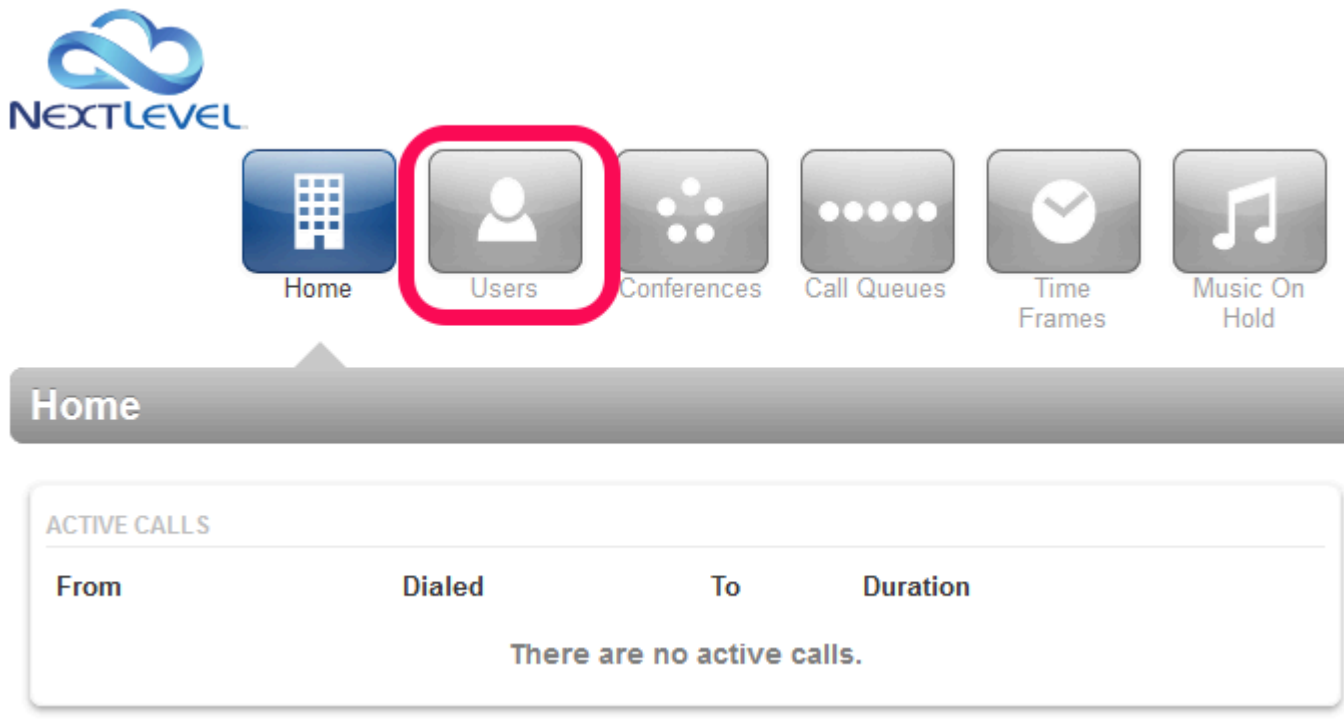 NEXTLEVEL
Home
Users
Conferences
Call Queues
Time
Frames
Music On
Hold
Home
ACTIVE CALLS
From Dialed To Duration
There are no active calls.